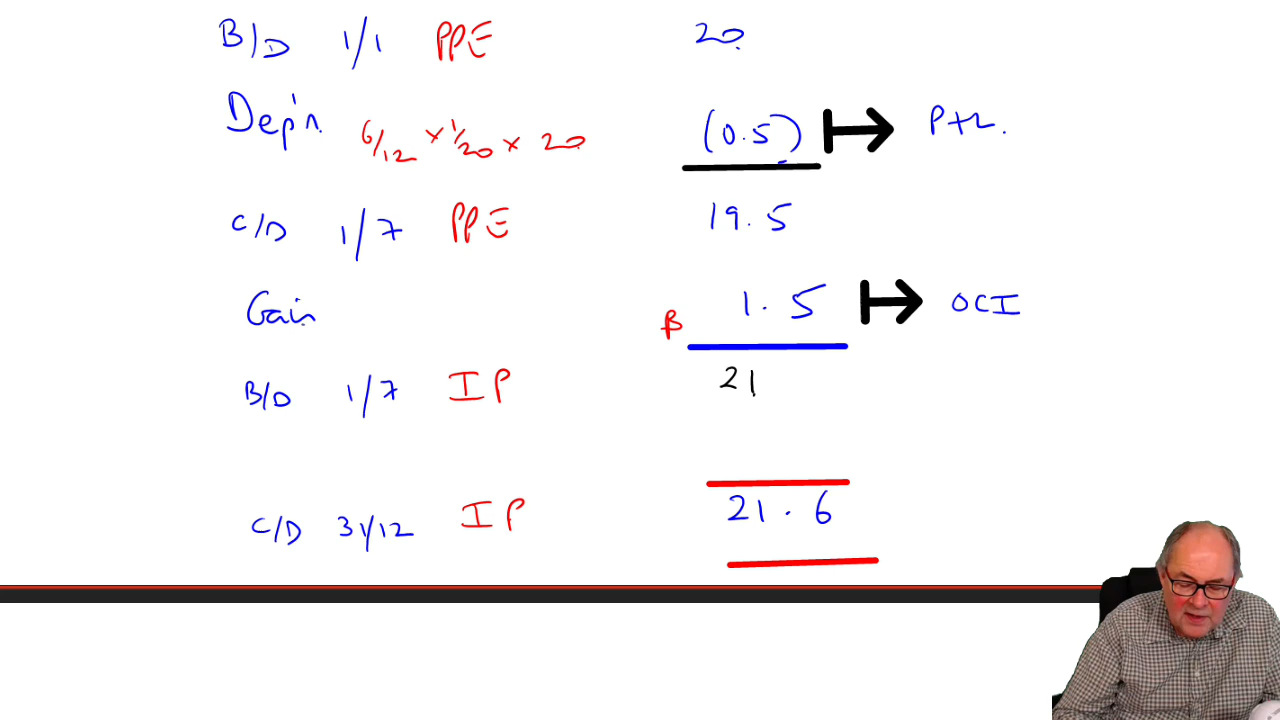 B/D 1/1 PPE 20
Dep'n 6/12 x 1/20 x 20 (0.5) P+L.
C/D 1/7 PPE 19.5
Gain B 1.5 OCI
B/D 1/7 IP 21
C/D 31/12 IP 21.6